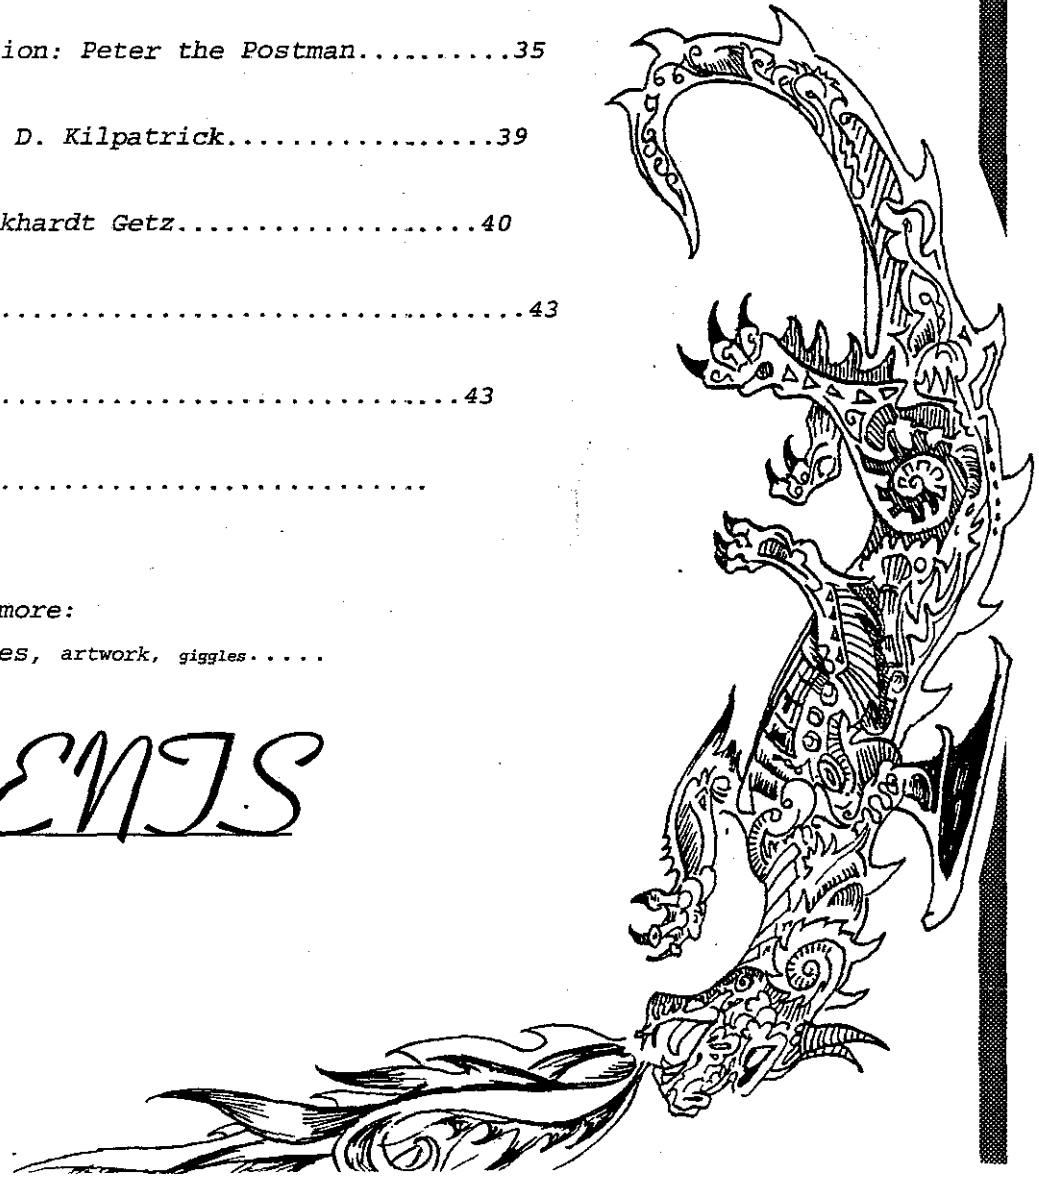 ion: Peter the Postman..........35
D. Kilpatrick.................39
khardt Getz...................40
.................................43
.............................43
...........................
more:
es, artwork, giggles.....
ENTS